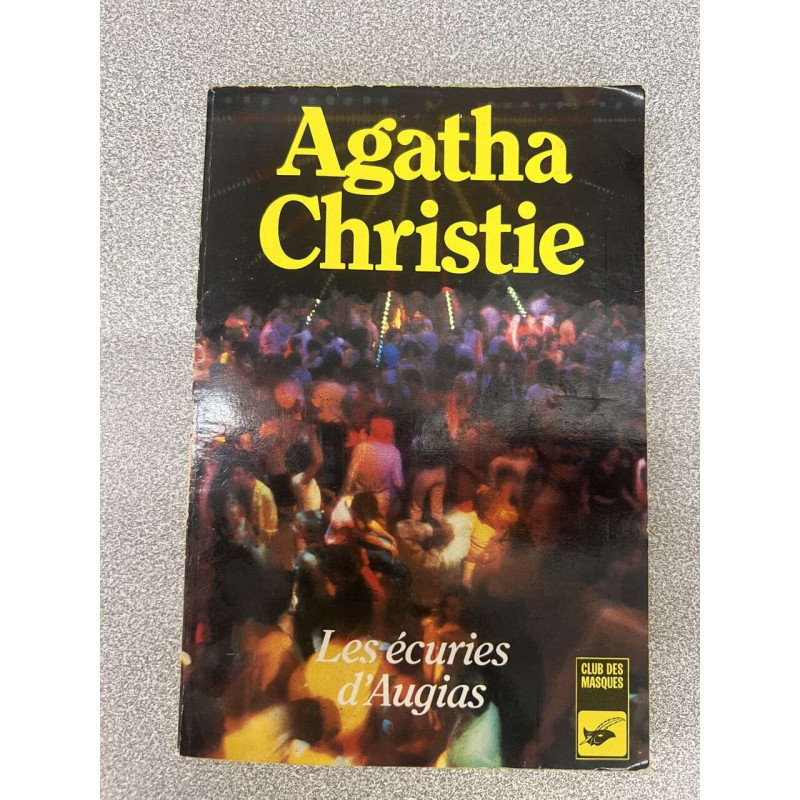 Agatha
Christie
Les écuries
d'Augias
CLUB DES
MASQUES